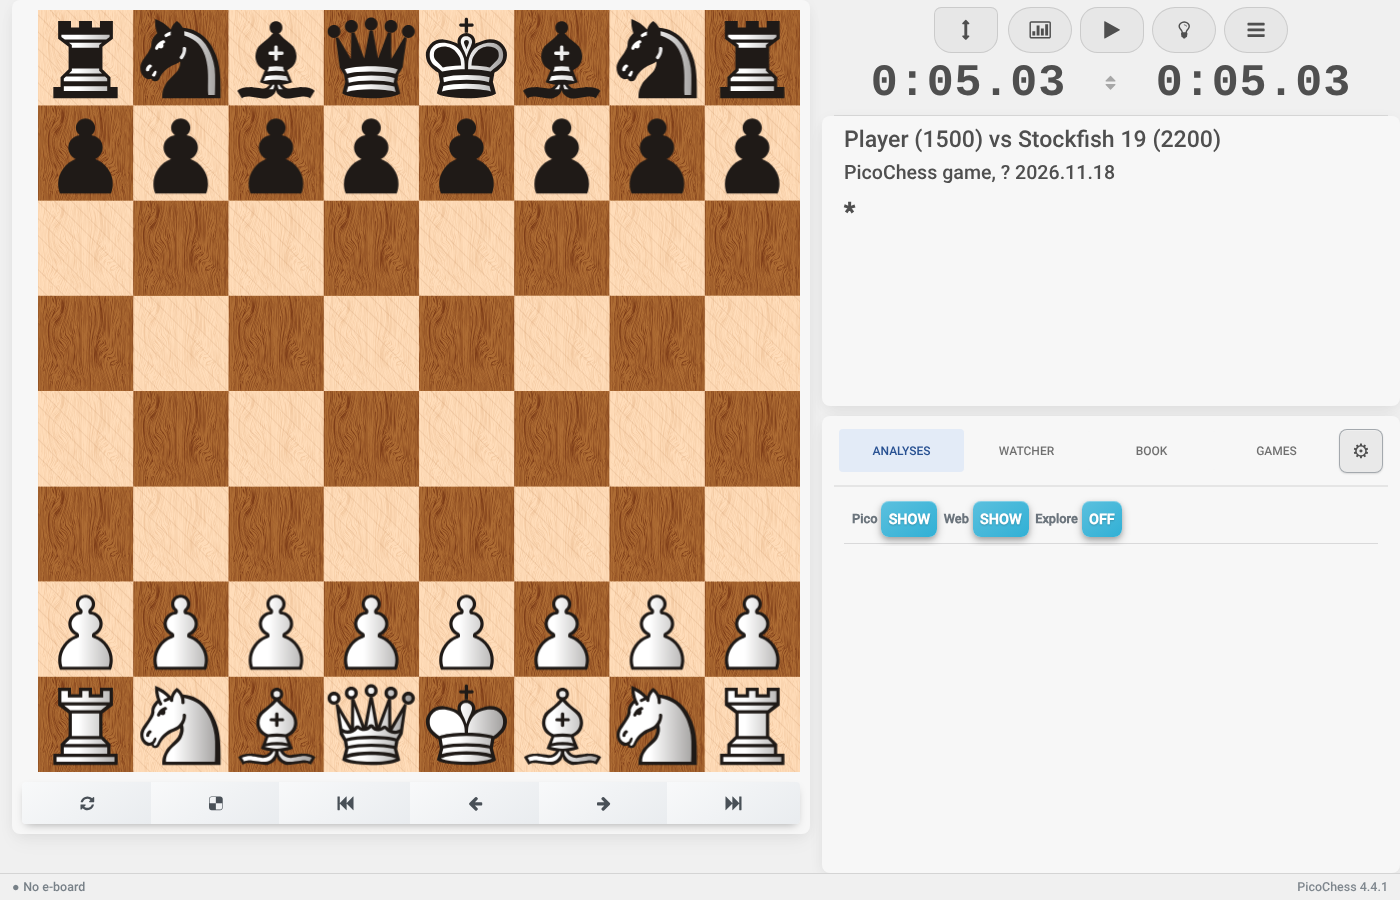 0:05.03 0:05.03
Player (1500) vs Stockfish 19 (2200)
PicoChess game, ? 2026.11.18
*
ANALYSES WATCHER BOOK GAMES
Pico SHOW Web SHOW Explore OFF
No e-board
PicoChess 4.4.1